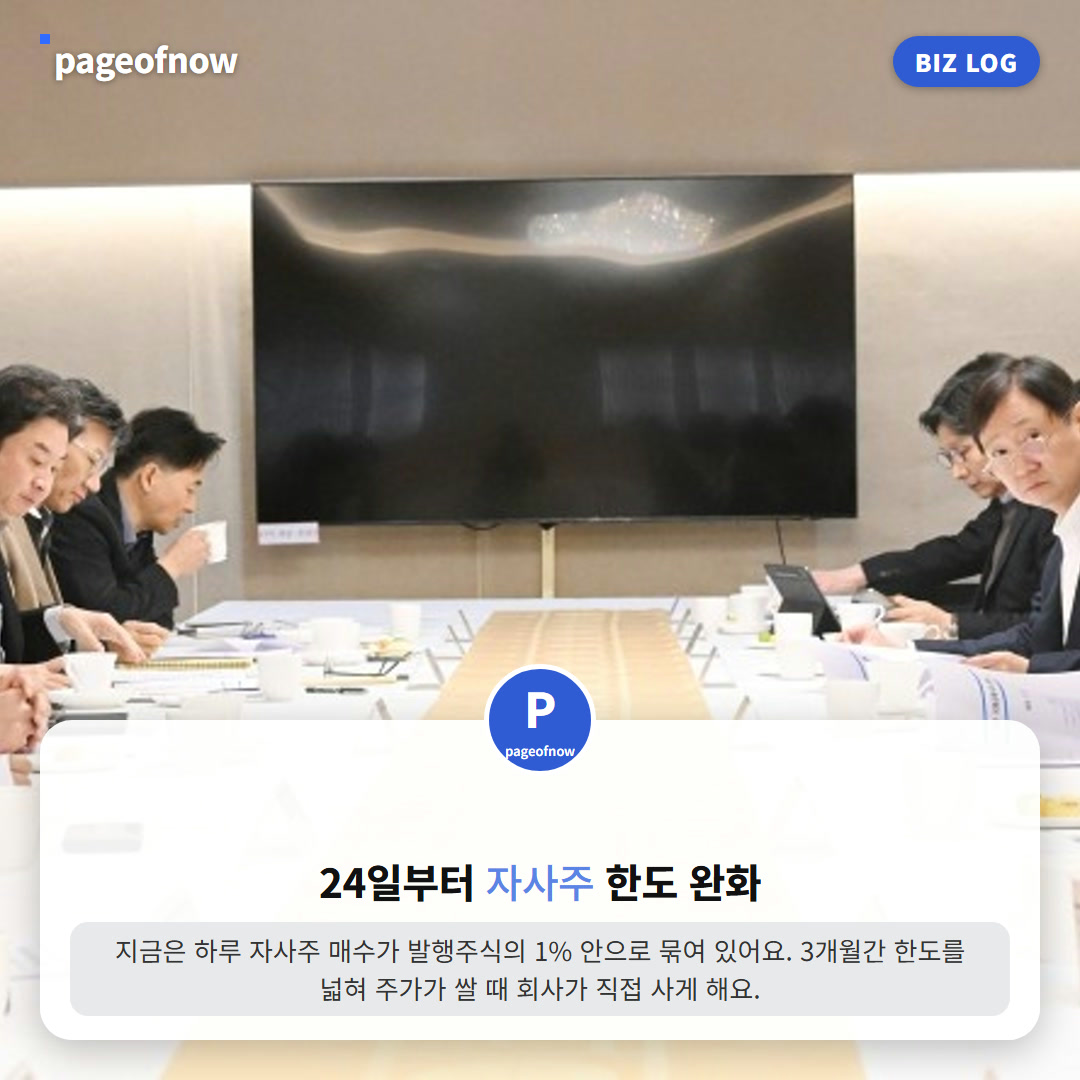 pageofnow
BIZ LOG
P
pageofnow
24일부터 자사주 한도 완화
지금은 하루 자사주 매수가 발행주식의 1% 안으로 묶여 있어요. 3개월간 한도를
넓혀 주가가 쌀 때 회사가 직접 사게 해요.